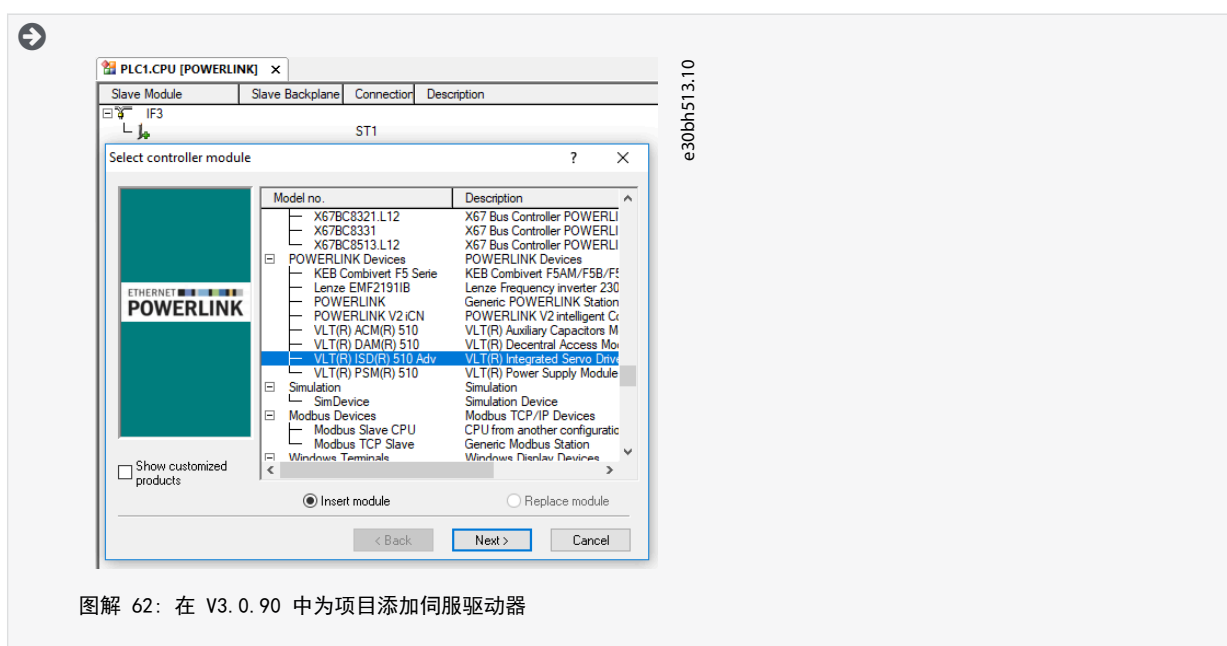 PLC1.CPU [POWERLINK] ×
Slave Module Slave Backplane Connection Description
IF3
ST1
Select controller module ? ×
Model no. Description
X67BC8321.L12 X67 Bus Controller POWERLI
X67BC8331 X67 Bus Controller POWERLI
X67BC8513.L12 X67 Bus Controller POWERLI
POWERLINK Devices POWERLINK Devices
KEB Combivert F5 Serie KEB Combivert F5AM/F5B/F5
Lenze EMF2191IB Lenze Frequency inverter 230
POWERLINK Generic POWERLINK Station
POWERLINK V2 iCN POWERLINK V2 intelligent Co
VLT(R) ACM(R) 510 VLT(R) Auxiliary Capacitors M
VLT(R) DAM(R) 510 VLT(R) Decentral Access Mo
VLT(R) ISD(R) 510 Adv VLT(R) Integrated Servo Drive
VLT(R) PSM(R) 510 VLT(R) Power Supply Module
Simulation Simulation
SimDevice Simulation Device
Modbus Devices Modbus TCP/IP Devices
Modbus Slave CPU CPU from another configuratic
Modbus TCP Slave Generic Modbus Station
Windows Terminals Windows Display Devices
ETHERNET
POWERLINK
Show customized
products
Insert module Replace module
< Back Next > Cancel
e30bh513.10
图解 62: 在 V3.0.90 中为项目添加伺服驱动器